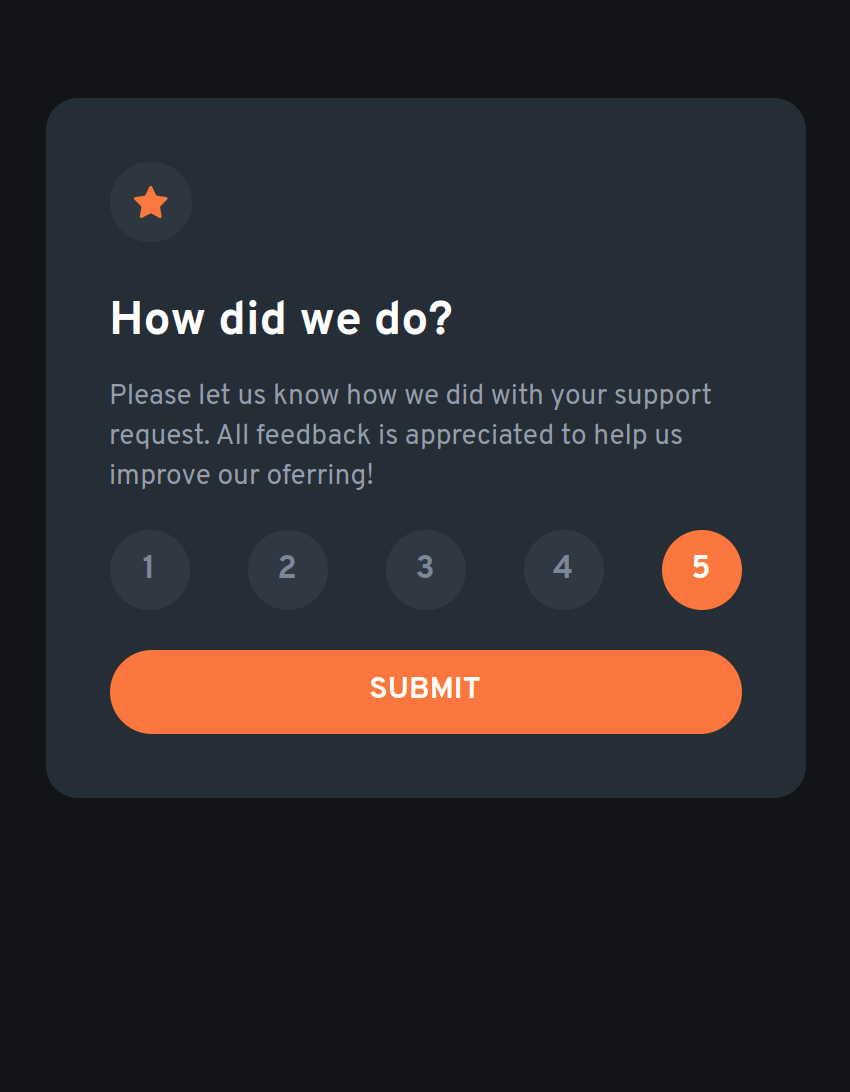 How did we do?
Please let us know how we did with your support
request. All feedback is appreciated to help us
improve our oferring!
1 2 3 4 5
SUBMIT